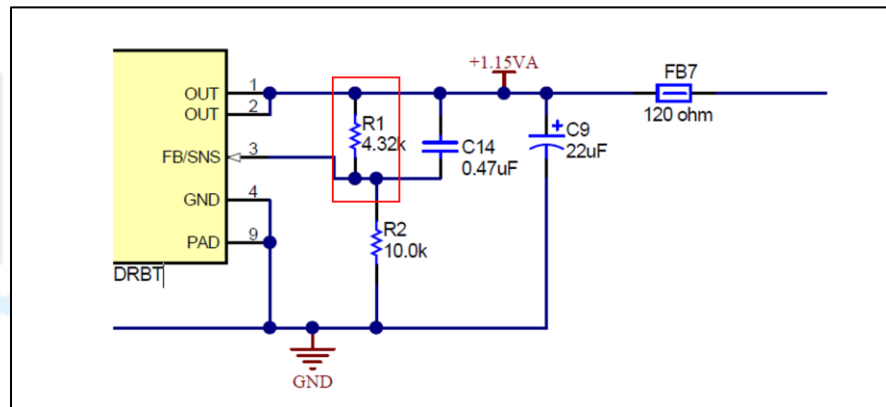 +1.15VA
FB7
120 ohm
OUT 1
OUT 2
R1
4.32k
C14
0.47uF
C9
22uF
+
FB/SNS 3
GND 4
R2
10.0k
PAD 9
DRBT
GND